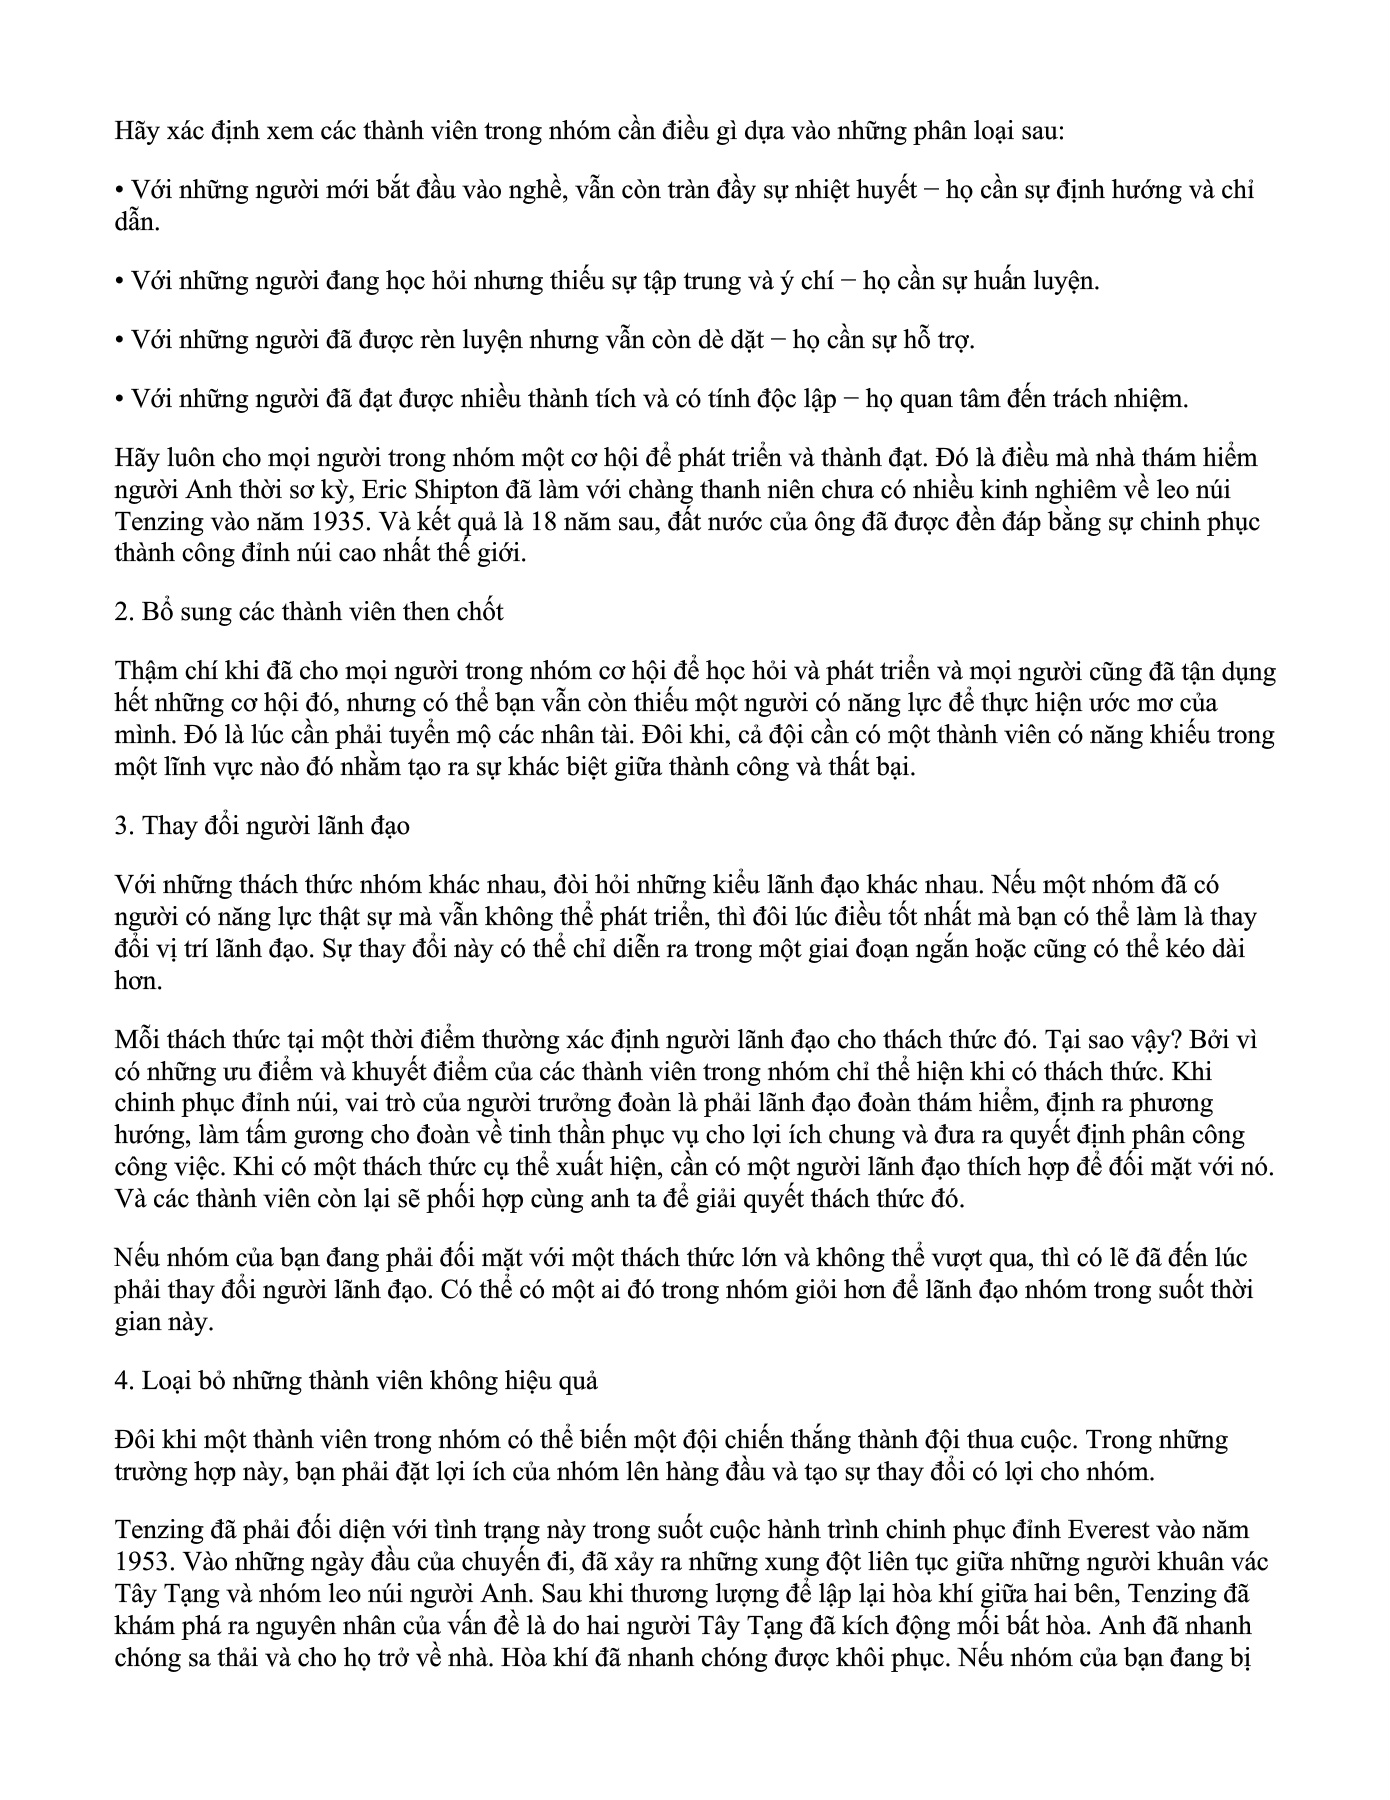 Hãy xác định xem các thành viên trong nhóm cần điều gì dựa vào những phân loại sau:
• Với những người mới bắt đầu vào nghề, vẫn còn tràn đầy sự nhiệt huyết − họ cần sự định hướng và chỉ
dẫn.
• Với những người đang học hỏi nhưng thiếu sự tập trung và ý chí − họ cần sự huấn luyện.
• Với những người đã được rèn luyện nhưng vẫn còn dè dặt − họ cần sự hỗ trợ.
• Với những người đã đạt được nhiều thành tích và có tính độc lập − họ quan tâm đến trách nhiệm.
Hãy luôn cho mọi người trong nhóm một cơ hội để phát triển và thành đạt. Đó là điều mà nhà thám hiểm
người Anh thời sơ kỳ, Eric Shipton đã làm với chàng thanh niên chưa có nhiều kinh nghiêm về leo núi
Tenzing vào năm 1935. Và kết quả là 18 năm sau, đất nước của ông đã được đền đáp bằng sự chinh phục
thành công đỉnh núi cao nhất thế giới.
2. Bổ sung các thành viên then chốt
Thậm chí khi đã cho mọi người trong nhóm cơ hội để học hỏi và phát triển và mọi người cũng đã tận dụng
hết những cơ hội đó, nhưng có thể bạn vẫn còn thiếu một người có năng lực để thực hiện ước mơ của
mình. Đó là lúc cần phải tuyển mộ các nhân tài. Đôi khi, cả đội cần có một thành viên có năng khiếu trong
một lĩnh vực nào đó nhằm tạo ra sự khác biệt giữa thành công và thất bại.
3. Thay đổi người lãnh đạo
Với những thách thức nhóm khác nhau, đòi hỏi những kiểu lãnh đạo khác nhau. Nếu một nhóm đã có
người có năng lực thật sự mà vẫn không thể phát triển, thì đôi lúc điều tốt nhất mà bạn có thể làm là thay
đổi vị trí lãnh đạo. Sự thay đổi này có thể chỉ diễn ra trong một giai đoạn ngắn hoặc cũng có thể kéo dài
hơn.
Mỗi thách thức tại một thời điểm thường xác định người lãnh đạo cho thách thức đó. Tại sao vậy? Bởi vì
có những ưu điểm và khuyết điểm của các thành viên trong nhóm chỉ thể hiện khi có thách thức. Khi
chinh phục đỉnh núi, vai trò của người trưởng đoàn là phải lãnh đạo đoàn thám hiểm, định ra phương
hướng, làm tấm gương cho đoàn về tinh thần phục vụ cho lợi ích chung và đưa ra quyết định phân công
công việc. Khi có một thách thức cụ thể xuất hiện, cần có một người lãnh đạo thích hợp để đối mặt với nó.
Và các thành viên còn lại sẽ phối hợp cùng anh ta để giải quyết thách thức đó.
Nếu nhóm của bạn đang phải đối mặt với một thách thức lớn và không thể vượt qua, thì có lẽ đã đến lúc
phải thay đổi người lãnh đạo. Có thể có một ai đó trong nhóm giỏi hơn để lãnh đạo nhóm trong suốt thời
gian này.
4. Loại bỏ những thành viên không hiệu quả
Đôi khi một thành viên trong nhóm có thể biến một đội chiến thắng thành đội thua cuộc. Trong những
trường hợp này, bạn phải đặt lợi ích của nhóm lên hàng đầu và tạo sự thay đổi có lợi cho nhóm.
Tenzing đã phải đối diện với tình trạng này trong suốt cuộc hành trình chinh phục đỉnh Everest vào năm
1953. Vào những ngày đầu của chuyến đi, đã xảy ra những xung đột liên tục giữa những người khuân vác
Tây Tạng và nhóm leo núi người Anh. Sau khi thương lượng để lập lại hòa khí giữa hai bên, Tenzing đã
khám phá ra nguyên nhân của vấn đề là do hai người Tây Tạng đã kích động mối bất hòa. Anh đã nhanh
chóng sa thải và cho họ trở về nhà. Hòa khí đã nhanh chóng được khôi phục. Nếu nhóm của bạn đang bị